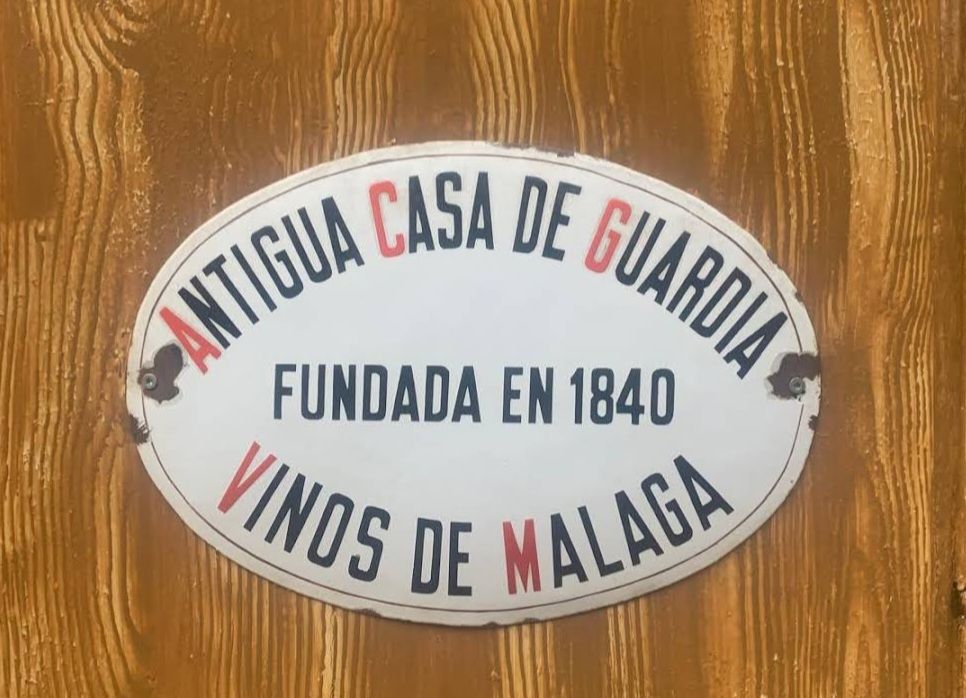 ANTIGUA CASA DE GUARDIA
FUNDADA EN 1840
VINOS DE MALAGA